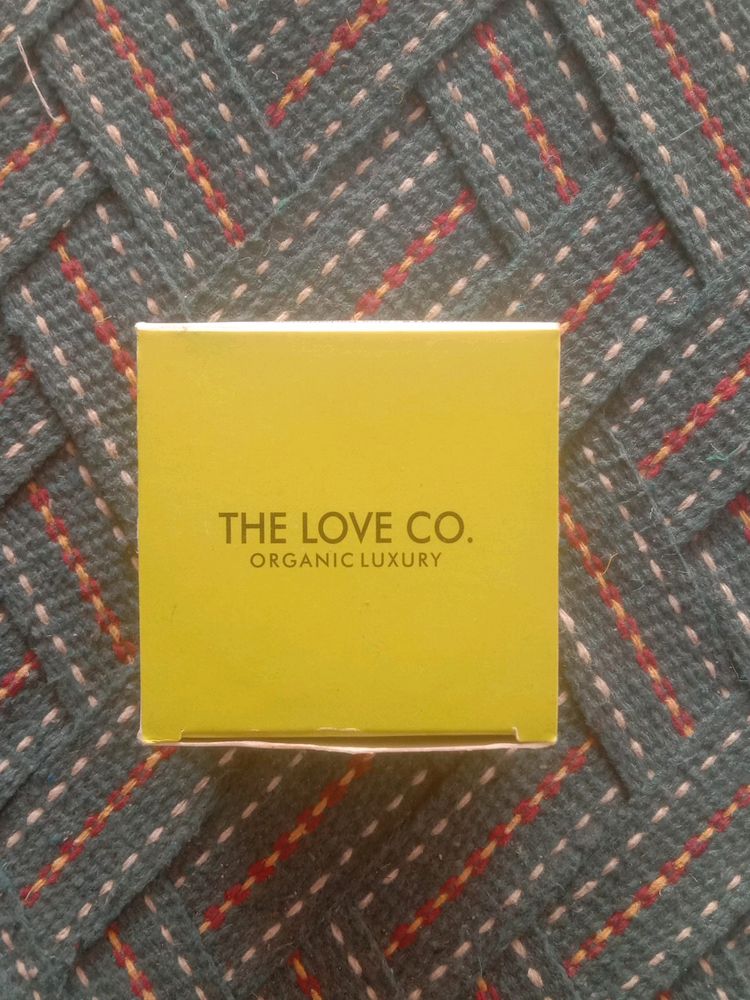 THE LOVE CO.
ORGANIC LUXURY